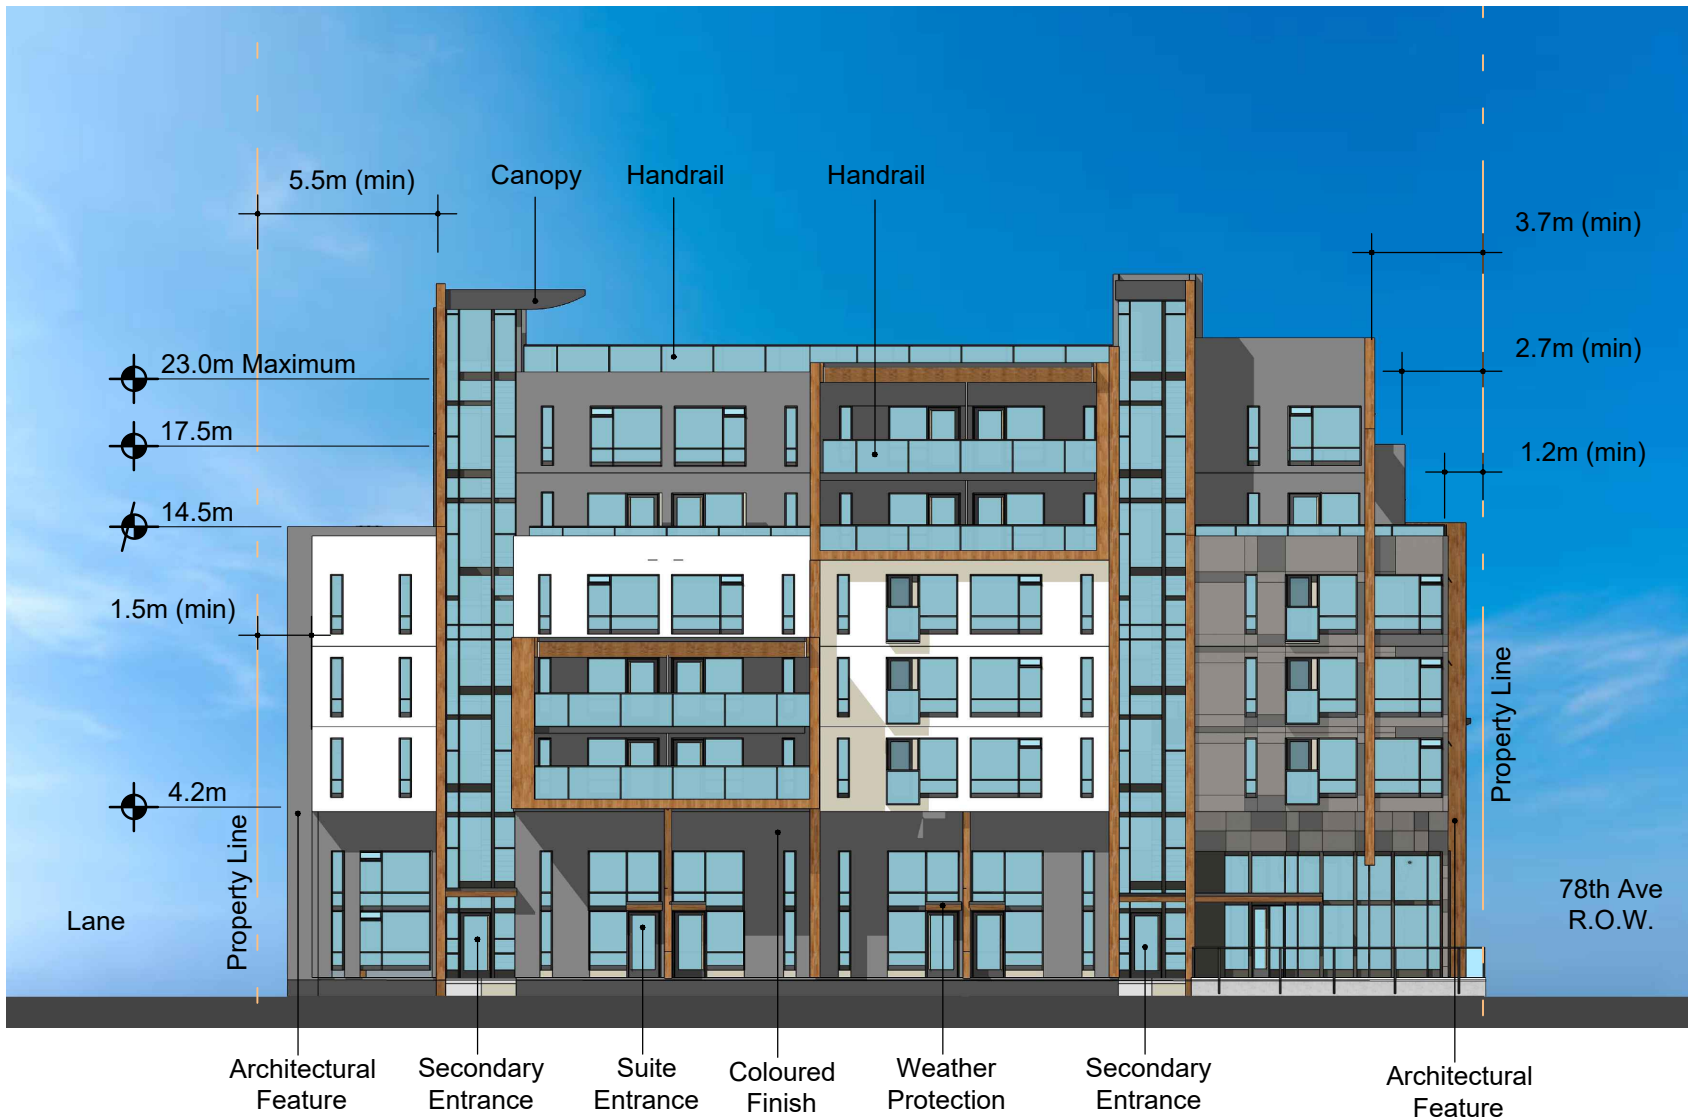 5.5m (min)
Canopy
Handrail
Handrail
3.7m (min)
23.0m Maximum
2.7m (min)
17.5m
1.2m (min)
14.5m
1.5m (min)
4.2m
Property Line
Property Line
Lane
78th Ave
R.O.W.
Architectural
Feature
Secondary
Entrance
Suite
Entrance
Coloured
Finish
Weather
Protection
Secondary
Entrance
Architectural
Feature